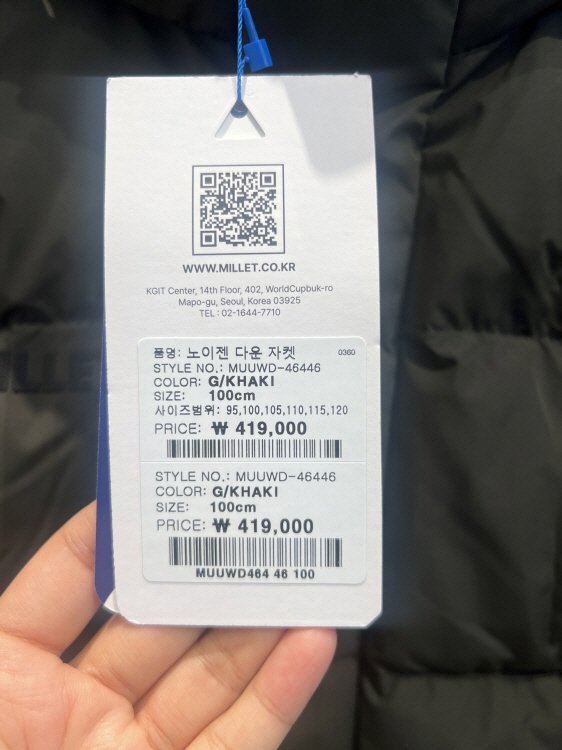 WWW.MILLET.CO.KR
KGIT Center, 14th Floor, 402, WorldCupbuk-ro
Mapo-gu, Seoul, Korea 03925
TEL : 02-1644-7710
품명: 노이젠 다운 자켓 0360
STYLE NO.: MUUWD-46446
COLOR: G/KHAKI
SIZE: 100cm
사이즈범위: 95,100,105,110,115,120
PRICE: ₩ 419,000
STYLE NO.: MUUWD-46446
COLOR: G/KHAKI
SIZE: 100cm
PRICE: ₩ 419,000
MUUWD464 46 100